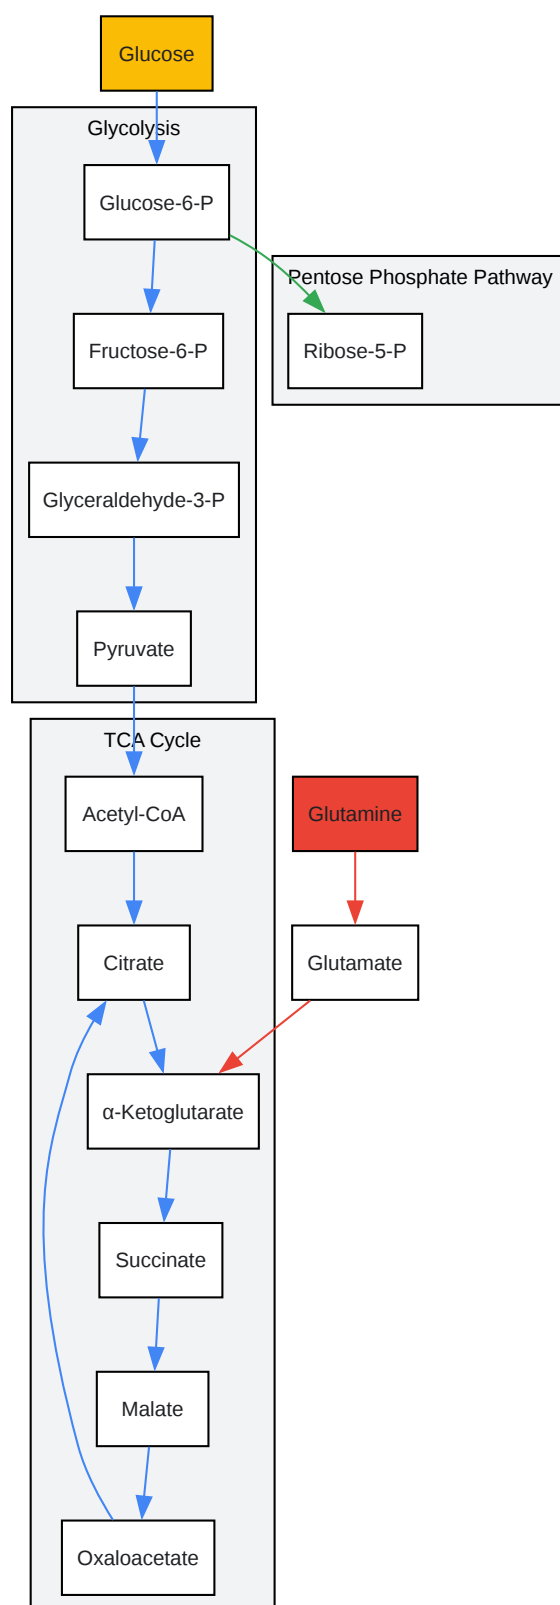 Glucose
Glycolysis
Glucose-6-P
Pentose Phosphate Pathway
Fructose-6-P
Ribose-5-P
Glyceraldehyde-3-P
Pyruvate
TCA Cycle
Acetyl-CoA
Glutamine
Citrate
Glutamate
α-Ketoglutarate
Succinate
Malate
Oxaloacetate